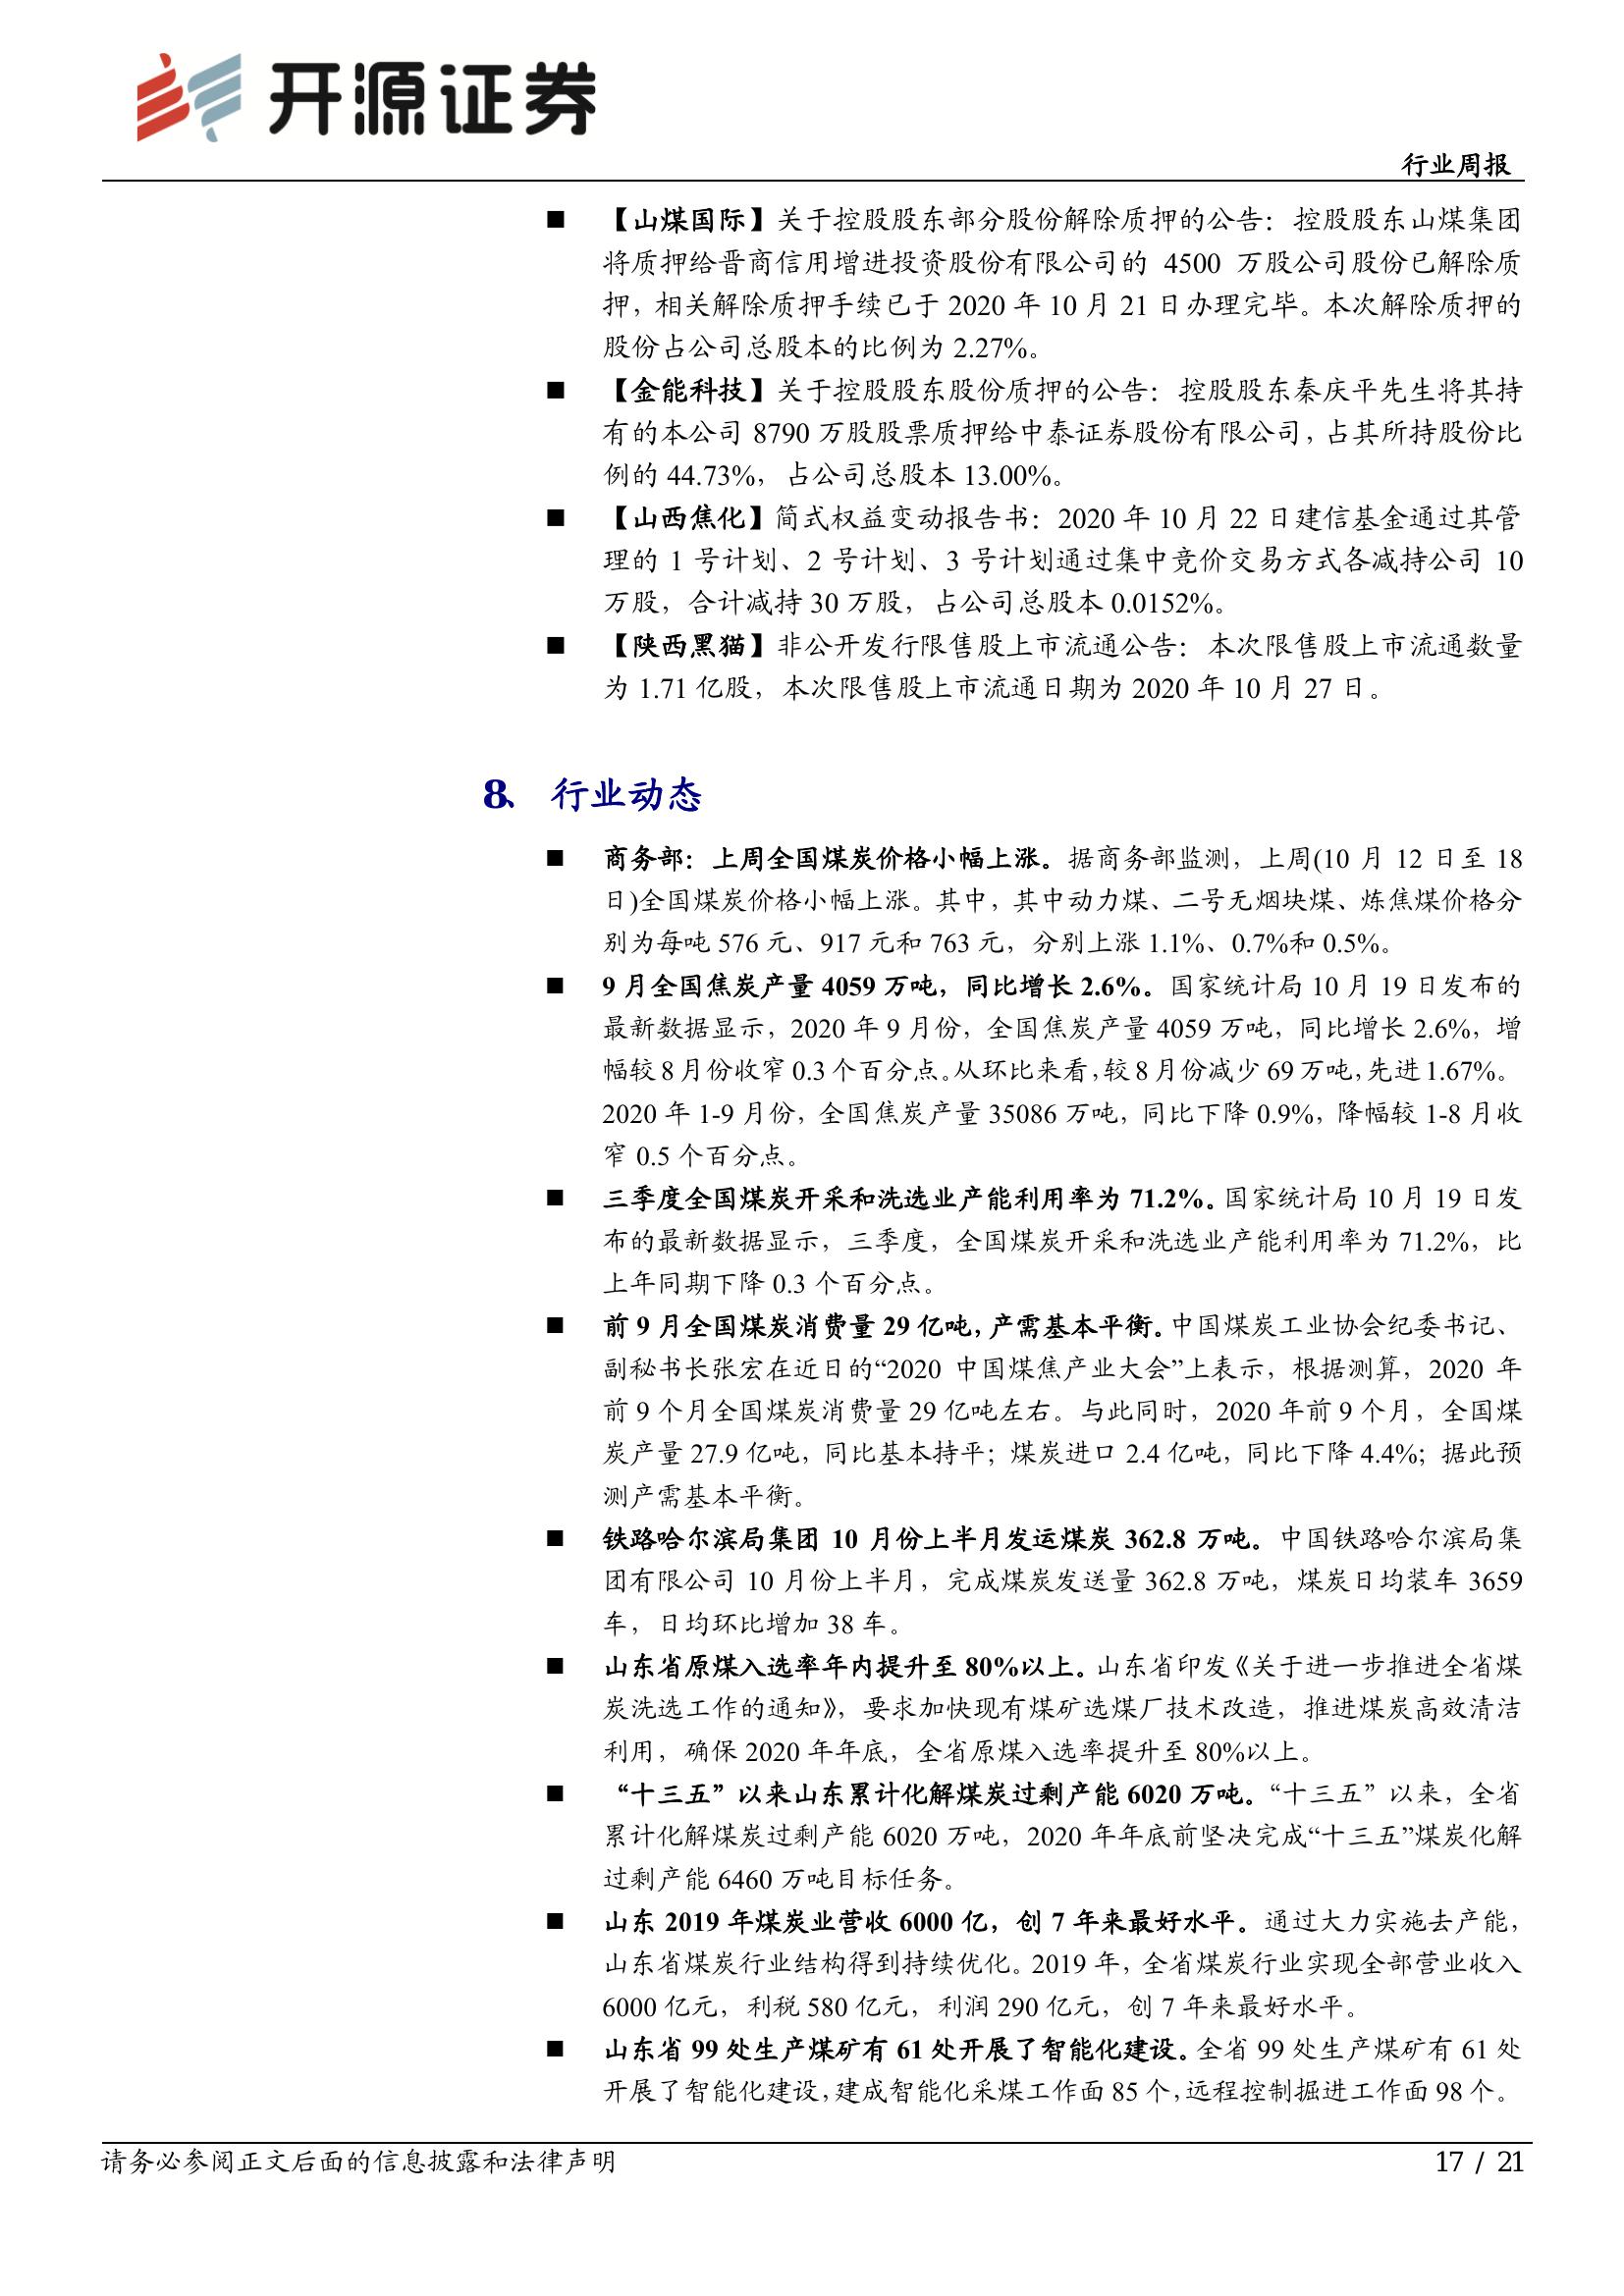 开源证券
行业周报
■ 【山煤国际】关于控股股东部分股份解除质押的公告：控股股东山煤集团
将质押给晋商信用增进投资股份有限公司的 4500 万股公司股份已解除质
押，相关解除质押手续已于 2020 年 10 月 21 日办理完毕。本次解除质押的
股份占公司总股本的比例为 2.27%。
■ 【金能科技】关于控股股东股份质押的公告：控股股东秦庆平先生将其持
有的本公司 8790 万股股票质押给中泰证券股份有限公司，占其所持股份比
例的 44.73%，占公司总股本 13.00%。
■ 【山西焦化】简式权益变动报告书：2020 年 10 月 22 日建信基金通过其管
理的 1 号计划、2 号计划、3 号计划通过集中竞价交易方式各减持公司 10
万股，合计减持 30 万股，占公司总股本 0.0152%。
■ 【陕西黑猫】非公开发行限售股上市流通公告：本次限售股上市流通数量
为 1.71 亿股，本次限售股上市流通日期为 2020 年 10 月 27 日。
8、 行业动态
■ 商务部：上周全国煤炭价格小幅上涨。据商务部监测，上周(10 月 12 日至 18
日)全国煤炭价格小幅上涨。其中，其中动力煤、二号无烟块煤、炼焦煤价格分
别为每吨 576 元、917 元和 763 元，分别上涨 1.1%、0.7%和 0.5%。
■ 9 月全国焦炭产量 4059 万吨，同比增长 2.6%。国家统计局 10 月 19 日发布的
最新数据显示，2020 年 9 月份，全国焦炭产量 4059 万吨，同比增长 2.6%，增
幅较 8 月份收窄 0.3 个百分点。从环比来看，较 8 月份减少 69 万吨，先进 1.67%。
2020 年 1-9 月份，全国焦炭产量 35086 万吨，同比下降 0.9%，降幅较 1-8 月收
窄 0.5 个百分点。
■ 三季度全国煤炭开采和洗选业产能利用率为 71.2%。国家统计局 10 月 19 日发
布的最新数据显示，三季度，全国煤炭开采和洗选业产能利用率为 71.2%，比
上年同期下降 0.3 个百分点。
■ 前 9 月全国煤炭消费量 29 亿吨，产需基本平衡。中国煤炭工业协会纪委书记、
副秘书长张宏在近日的“2020 中国煤焦产业大会”上表示，根据测算，2020 年
前 9 个月全国煤炭消费量 29 亿吨左右。与此同时，2020 年前 9 个月，全国煤
炭产量 27.9 亿吨，同比基本持平；煤炭进口 2.4 亿吨，同比下降 4.4%；据此预
测产需基本平衡。
■ 铁路哈尔滨局集团 10 月份上半月发运煤炭 362.8 万吨。中国铁路哈尔滨局集
团有限公司 10 月份上半月，完成煤炭发送量 362.8 万吨，煤炭日均装车 3659
车，日均环比增加 38 车。
■ 山东省原煤入选率年内提升至 80%以上。山东省印发《关于进一步推进全省煤
炭洗选工作的通知》，要求加快现有煤矿选煤厂技术改造，推进煤炭高效清洁
利用，确保 2020 年年底，全省原煤入选率提升至 80%以上。
■ “十三五”以来山东累计化解煤炭过剩产能 6020 万吨。“十三五”以来，全省
累计化解煤炭过剩产能 6020 万吨，2020 年年底前坚决完成“十三五”煤炭化解
过剩产能 6460 万吨目标任务。
■ 山东 2019 年煤炭业营收 6000 亿，创 7 年来最好水平。通过大力实施去产能，
山东省煤炭行业结构得到持续优化。2019 年，全省煤炭行业实现全部营业收入
6000 亿元，利税 580 亿元，利润 290 亿元，创 7 年来最好水平。
■ 山东省 99 处生产煤矿有 61 处开展了智能化建设。全省 99 处生产煤矿有 61 处
开展了智能化建设，建成智能化采煤工作面 85 个，远程控制掘进工作面 98 个。
请务必参阅正文后面的信息披露和法律声明
17 / 21